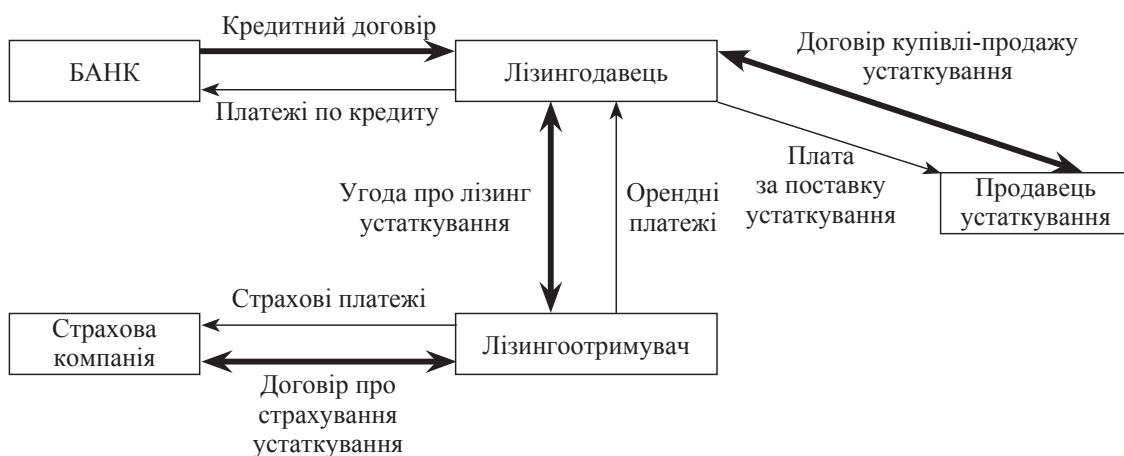 Кредитний договір
БАНК
Платежі по кредиту
Лізингодавець
Договір купівлі-продажу
устаткування
Плата
за поставку
устаткування
Продавець
устаткування
Угода про лізинг
устаткування
Орендні
платежі
Страхові платежі
Страхова
компанія
Лізингоотримувач
Договір про
страхування
устаткування